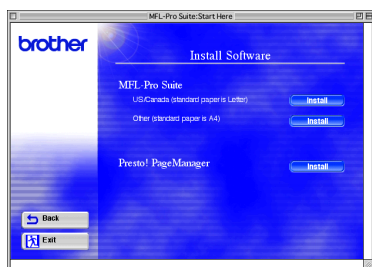 MFL-Pro Suite:Start Here
brother
Install Software
MFL-Pro Suite
US/Canada (standard paper is Letter)
Install
Other (standard paper is A4)
Install
Presto! PageManager
Install
Back
Exit